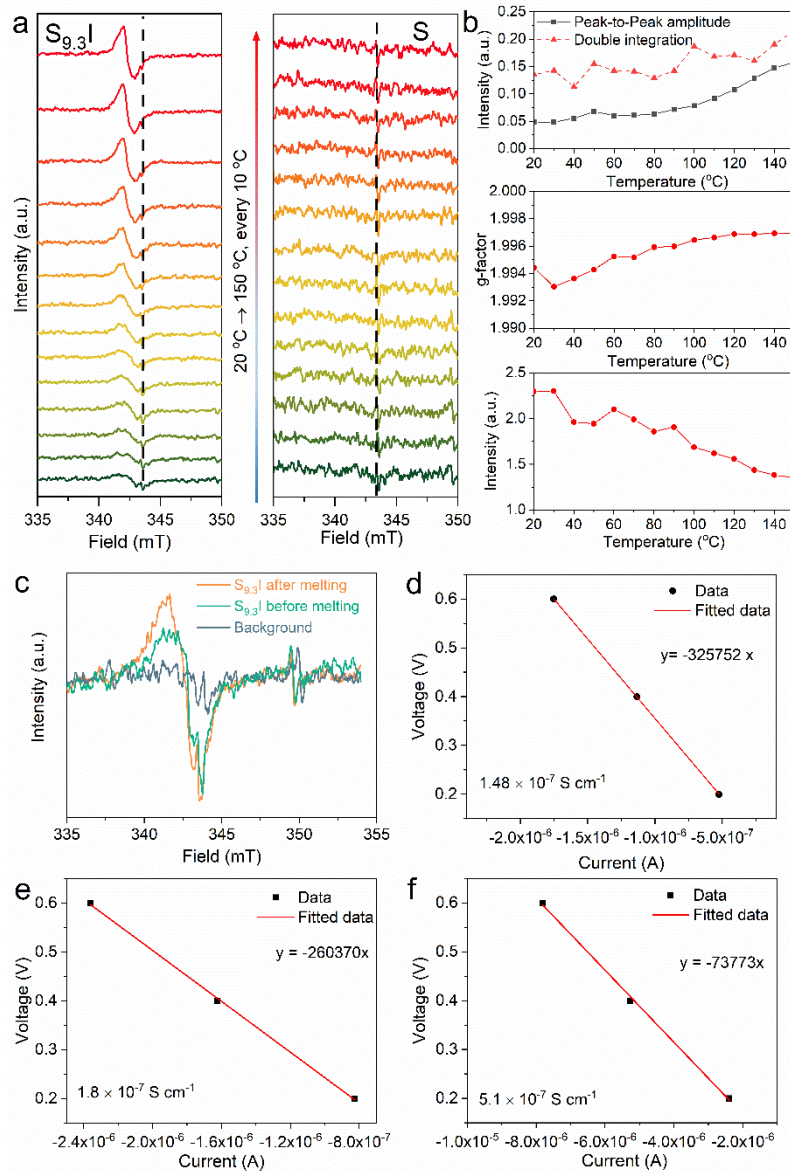 a
S9.3I
S
Intensity (a.u.)
20 °C → 150 °C, every 10 °C
335 340 345 350
335 340 345 350
Field (mT)
Field (mT)
b
Peak-to-Peak amplitude
Double integration
Intensity (a.u.)
0.25
0.20
0.15
0.10
0.05
0.00
20 40 60 80 100 120 140
Temperature (°C)
g-factor
2.000
1.998
1.996
1.994
1.992
1.990
20 40 60 80 100 120 140
Temperature (°C)
Intensity (a.u.)
2.5
2.0
1.5
1.0
20 40 60 80 100 120 140
Temperature (°C)
c
S9.3I after melting
S9.3I before melting
Background
Intensity (a.u.)
335 340 345 350 355
Field (mT)
d
Data
Fitted data
y= -325752 x
1.48 × 10⁻⁷ S cm⁻¹
Voltage (V)
0.6
0.5
0.4
0.3
0.2
-2.0x10⁻⁶ -1.5x10⁻⁶ -1.0x10⁻⁶ -5.0x10⁻⁷
Current (A)
e
Data
Fitted data
y = -260370x
1.8 × 10⁻⁷ S cm⁻¹
Voltage (V)
0.6
0.5
0.4
0.3
0.2
-2.4x10⁻⁶ -2.0x10⁻⁶ -1.6x10⁻⁶ -1.2x10⁻⁶ -8.0x10⁻⁷
Current (A)
f
Data
Fitted data
y = -73773x
5.1 × 10⁻⁷ S cm⁻¹
Voltage (V)
0.6
0.5
0.4
0.3
0.2
-1.0x10⁻⁵ -8.0x10⁻⁶ -6.0x10⁻⁶ -4.0x10⁻⁶ -2.0x10⁻⁶
Current (A)